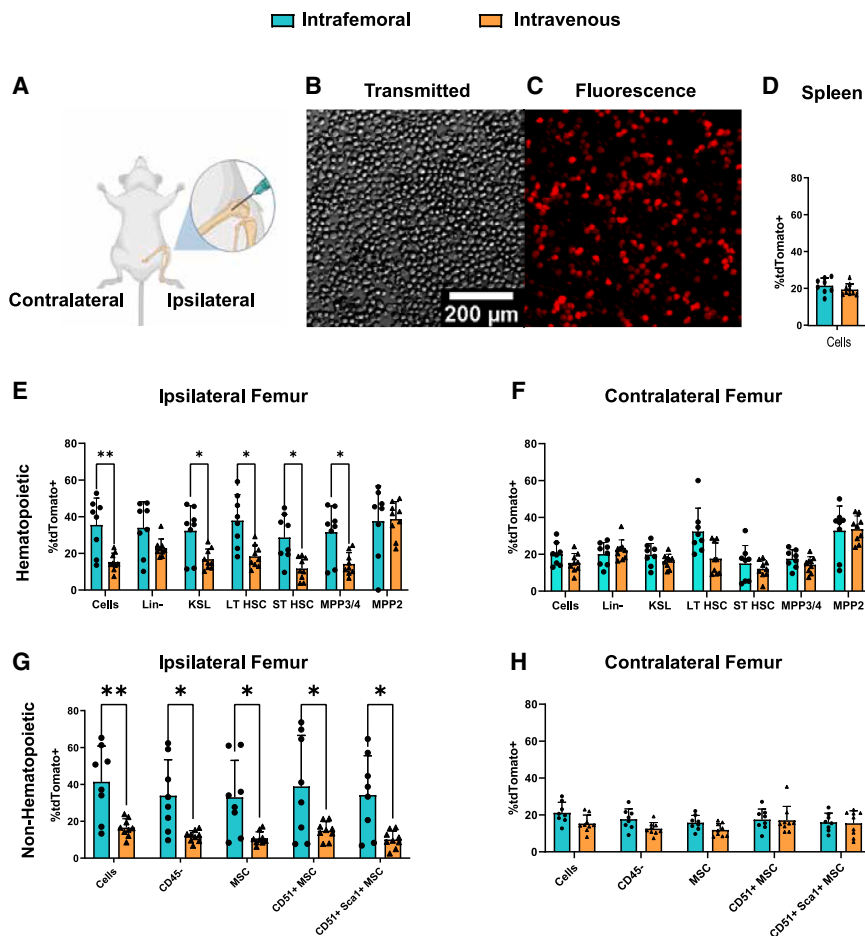 Intrafemoral Intravenous
A
B Transmitted
C Fluorescence
D Spleen
Contralateral Ipsilateral
200 µm
%tdTomato+
80
60
40
20
0
Cells
E Ipsilateral Femur
Hematopoietic
%tdTomato+
80
60
40
20
0
** * * * *
Cells Lin- KSL LT HSC ST HSC MPP3/4 MPP2
F Contralateral Femur
%tdTomato+
80
60
40
20
0
Cells Lin- KSL LT HSC ST HSC MPP3/4 MPP2
G Ipsilateral Femur
Non-Hematopoietic
%tdTomato+
80
60
40
20
0
** * * * *
Cells CD45- MSC CD51+ MSC CD51+ Sca1+ MSC
H Contralateral Femur
%tdTomato+
80
60
40
20
0
Cells CD45- MSC CD51+ MSC CD51+ Sca1+ MSC